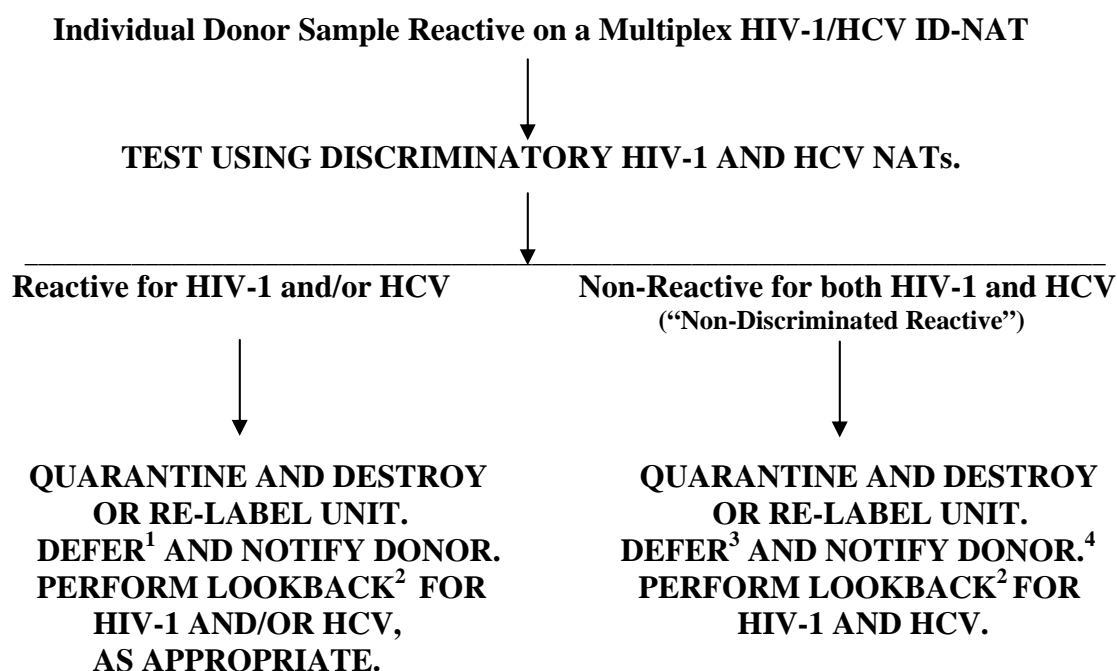 Individual Donor Sample Reactive on a Multiplex HIV-1/HCV ID-NAT
TEST USING DISCRIMINATORY HIV-1 AND HCV NATs.
Reactive for HIV-1 and/or HCV
QUARANTINE AND DESTROY
OR RE-LABEL UNIT.
DEFER¹ AND NOTIFY DONOR.
PERFORM LOOKBACK² FOR
HIV-1 AND/OR HCV,
AS APPROPRIATE.
Non-Reactive for both HIV-1 and HCV
(“Non-Discriminated Reactive”)
QUARANTINE AND DESTROY
OR RE-LABEL UNIT.
DEFER³ AND NOTIFY DONOR.⁴
PERFORM LOOKBACK² FOR
HIV-1 AND HCV.